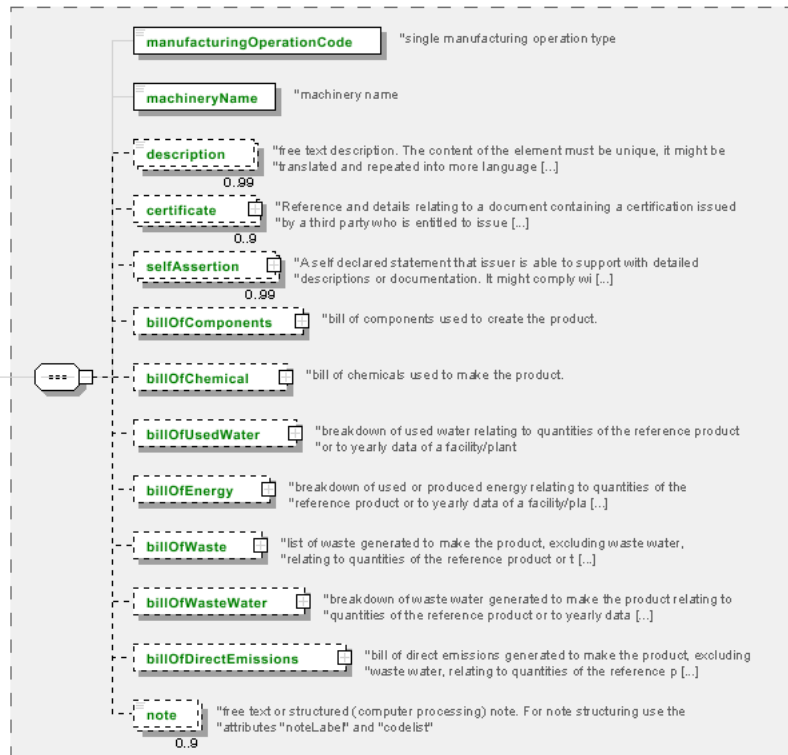 manufacturingOperationCode
"single manufacturing operation type
machineryName
"machinery name
description
"free text description. The content of the element must be unique, it might be
"translated and repeated into more language [...]
0..99
certificate
"Reference and details relating to a document containing a certification issued
"by a third party who is entitled to issue [...]
0..9
selfAssertion
"A self declared statement that issuer is able to support with detailed
"descriptions or documentation. It might comply wi [...]
0..99
billOfComponents
"bill of components used to create the product.
billOfChemical
"bill of chemicals used to make the product.
billOfUsedWater
"breakdown of used water relating to quantities of the reference product
"or to yearly data of a facility/plant
billOfEnergy
"breakdown of used or produced energy relating to quantities of the
"reference product or to yearly data of a facility/pla [...]
billOfWaste
"list of waste generated to make the product, excluding waste water,
"relating to quantities of the reference product or t [...]
billOfWasteWater
"breakdown of waste water generated to make the product relating to
"quantities of the reference product or to yearly data [...]
billOfDirectEmissions
"bill of direct emissions generated to make the product, excluding
"waste water, relating to quantities of the reference p [...]
note
"free text or structured (computer processing) note. For note structuring use the
"attributes "noteLabel" and "codelist"
0..9